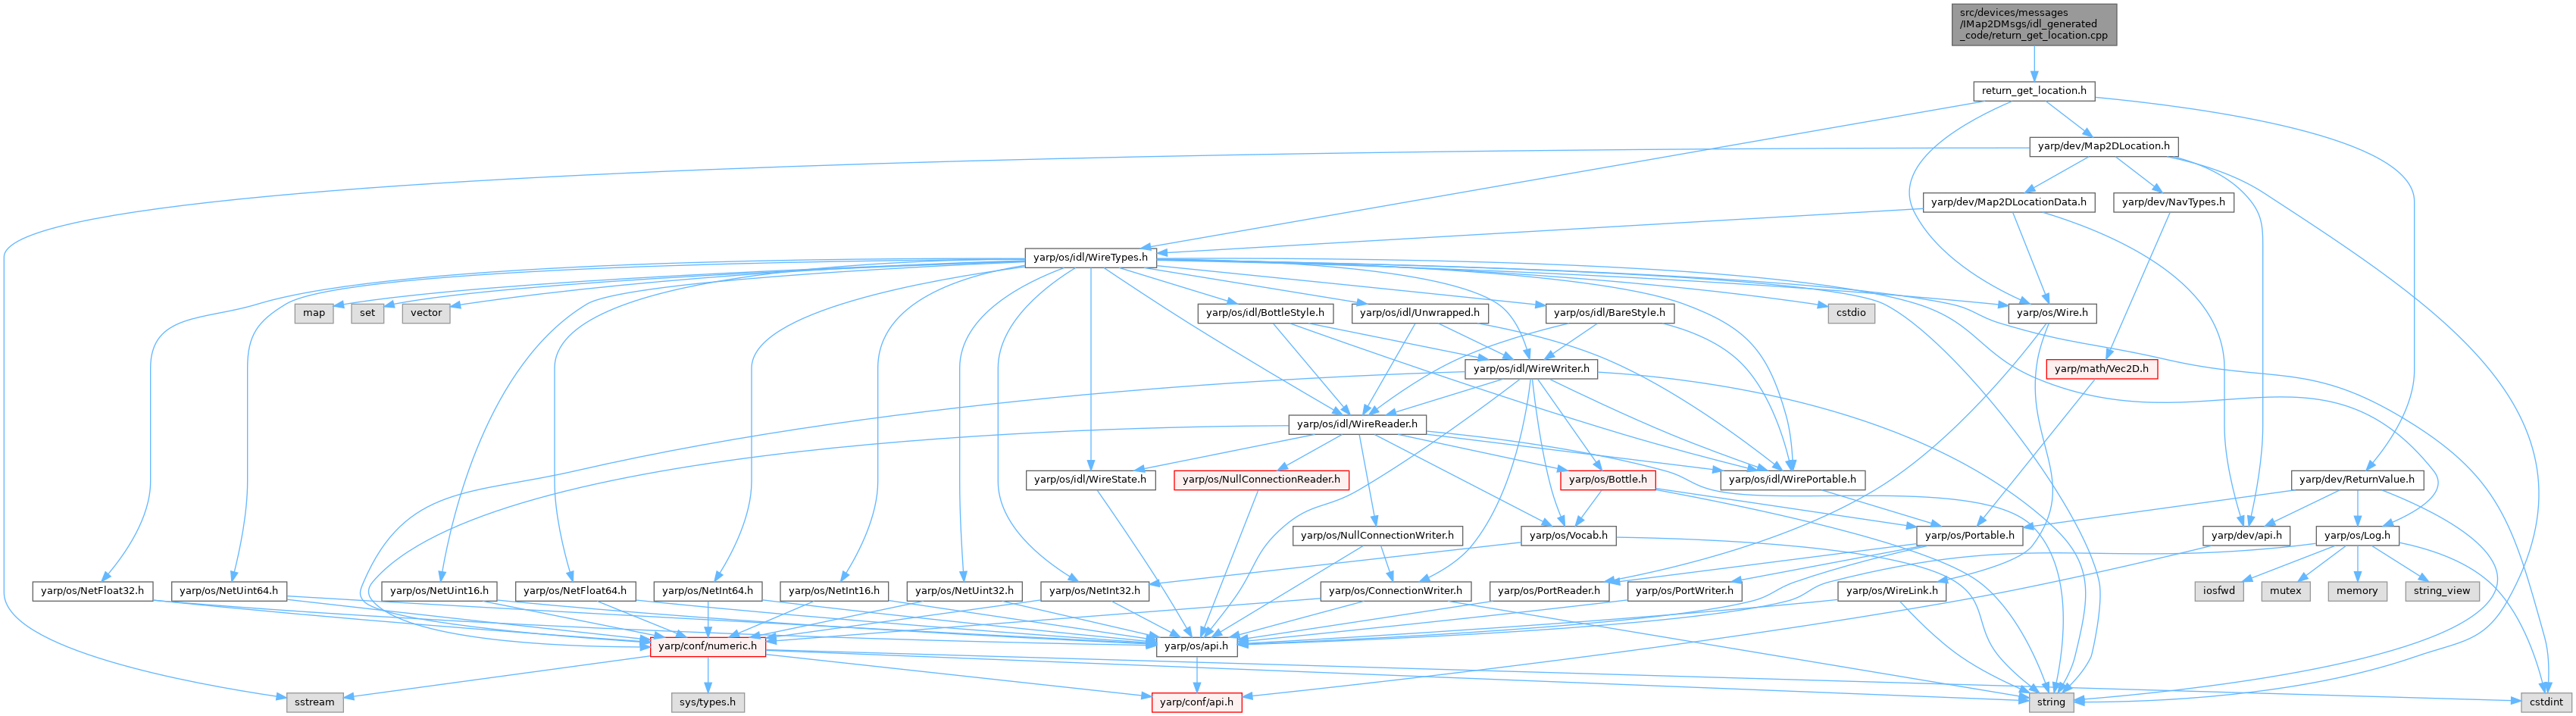 src/devices/messages
/IMap2DMsgs/idl_generated
_code/return_get_location.cpp
return_get_location.h
yarp/dev/Map2DLocation.h
yarp/dev/Map2DLocationData.h
yarp/dev/NavTypes.h
yarp/os/idl/WireTypes.h
map
set
vector
yarp/os/idl/BottleStyle.h
yarp/os/idl/Unwrapped.h
yarp/os/idl/BareStyle.h
cstdio
yarp/os/Wire.h
yarp/os/idl/WireWriter.h
yarp/math/Vec2D.h
yarp/os/idl/WireReader.h
yarp/os/idl/WireState.h
yarp/os/NullConnectionReader.h
yarp/os/Bottle.h
yarp/os/idl/WirePortable.h
yarp/dev/ReturnValue.h
yarp/os/NullConnectionWriter.h
yarp/os/Vocab.h
yarp/os/Portable.h
yarp/dev/api.h
yarp/os/Log.h
yarp/os/NetFloat32.h
yarp/os/NetUint64.h
yarp/os/NetUint16.h
yarp/os/NetFloat64.h
yarp/os/NetInt64.h
yarp/os/NetInt16.h
yarp/os/NetUint32.h
yarp/os/NetInt32.h
yarp/os/ConnectionWriter.h
yarp/os/PortReader.h
yarp/os/PortWriter.h
yarp/os/WireLink.h
iosfwd
mutex
memory
string_view
yarp/conf/numeric.h
yarp/os/api.h
sstream
sys/types.h
yarp/conf/api.h
string
cstdint